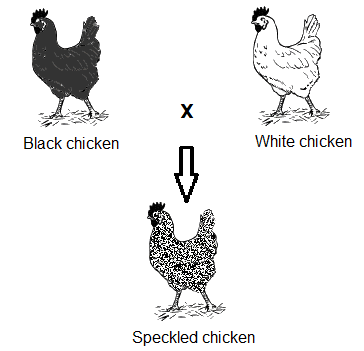 Black chicken
x
White chicken
Speckled chicken